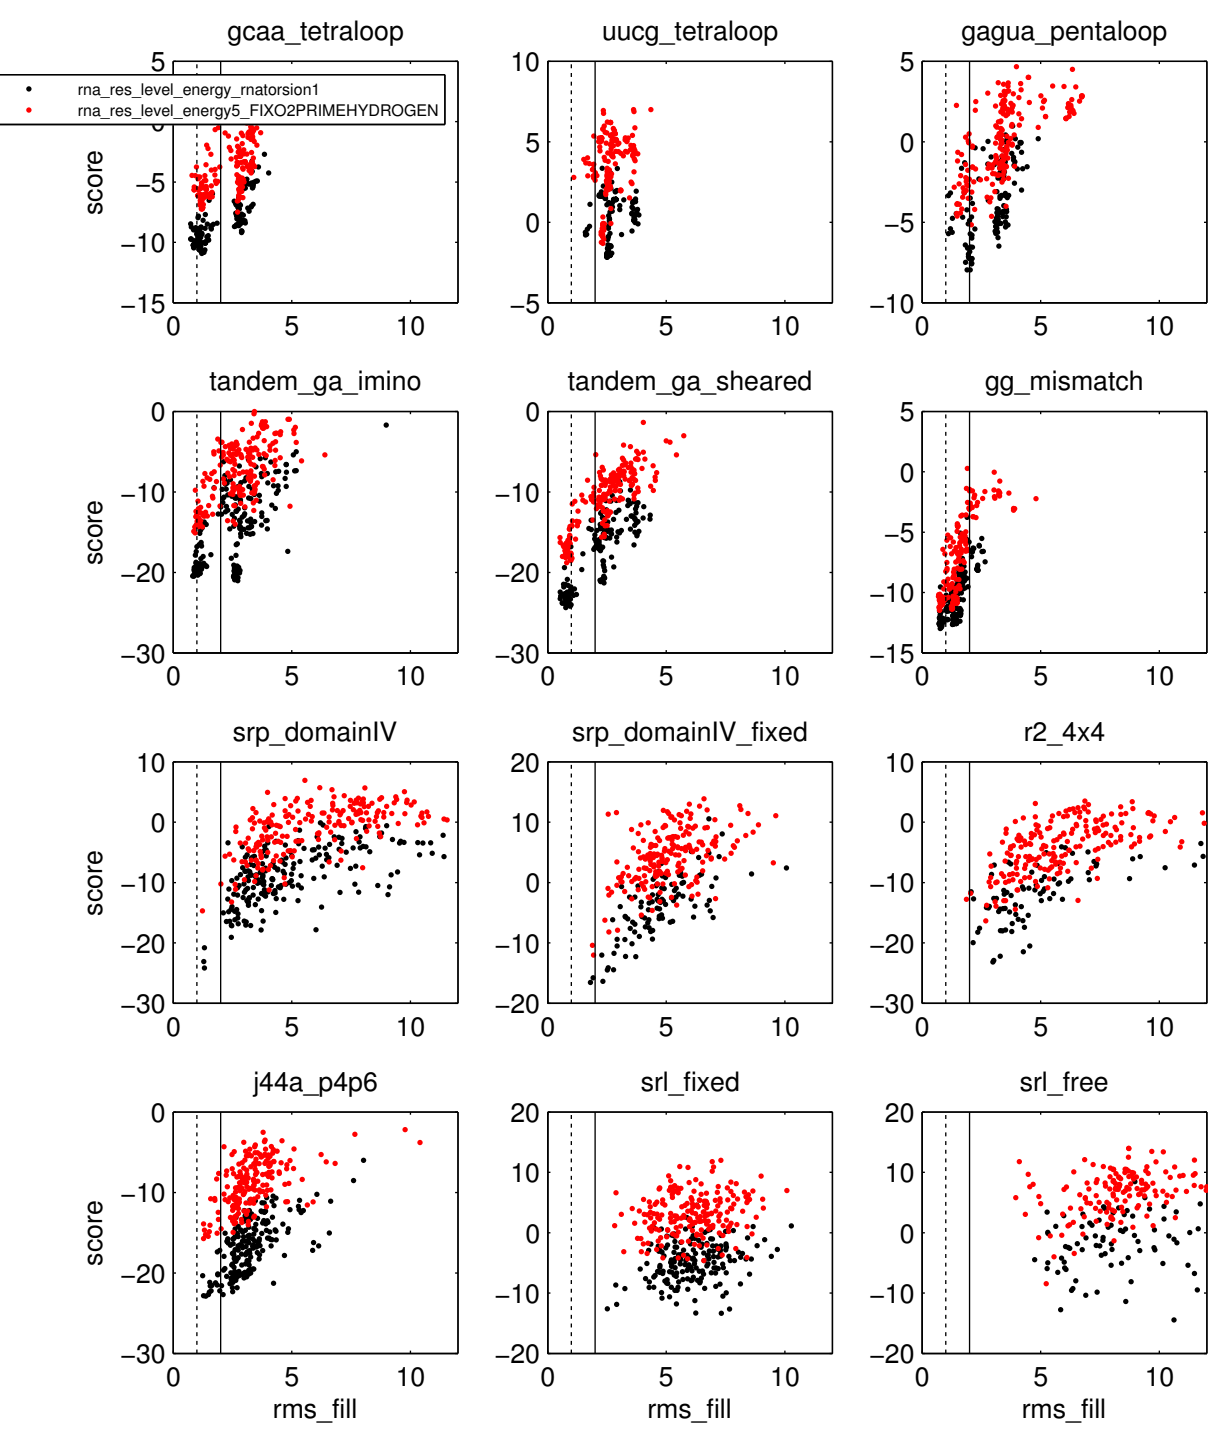 gcaa_tetraloop uucg_tetraloop gagua_pentaloop
rna_res_level_energy_rnatorsion1
rna_res_level_energy5_FIXO2PRIMEHYDROGEN
score
5
0
−5
−10
−15
0 5 10
10
5
0
−5
0 5 10
5
0
−5
−10
0 5 10
tandem_ga_imino tandem_ga_sheared gg_mismatch
score
0
−10
−20
−30
0 5 10
0
−10
−20
−30
0 5 10
5
0
−5
−10
−15
0 5 10
srp_domainIV srp_domainIV_fixed r2_4x4
score
10
0
−10
−20
−30
0 5 10
20
10
0
−10
−20
0 5 10
10
0
−10
−20
−30
0 5 10
j44a_p4p6 srl_fixed srl_free
score
0
−10
−20
−30
0 5 10
20
10
0
−10
−20
0 5 10
20
10
0
−10
−20
0 5 10
rms_fill rms_fill rms_fill